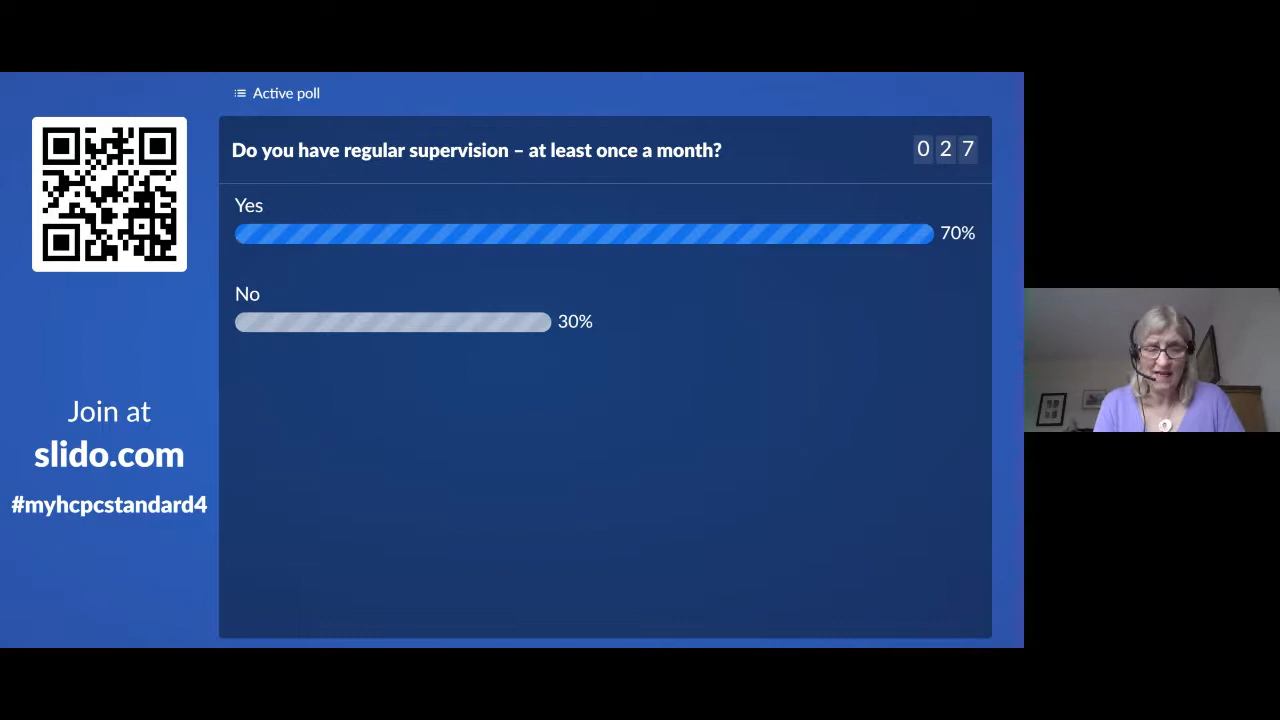 Active poll
Do you have regular supervision – at least once a month?
0 2 7
Yes
70%
No
30%
Join at
slido.com
#myhcpcstandard4